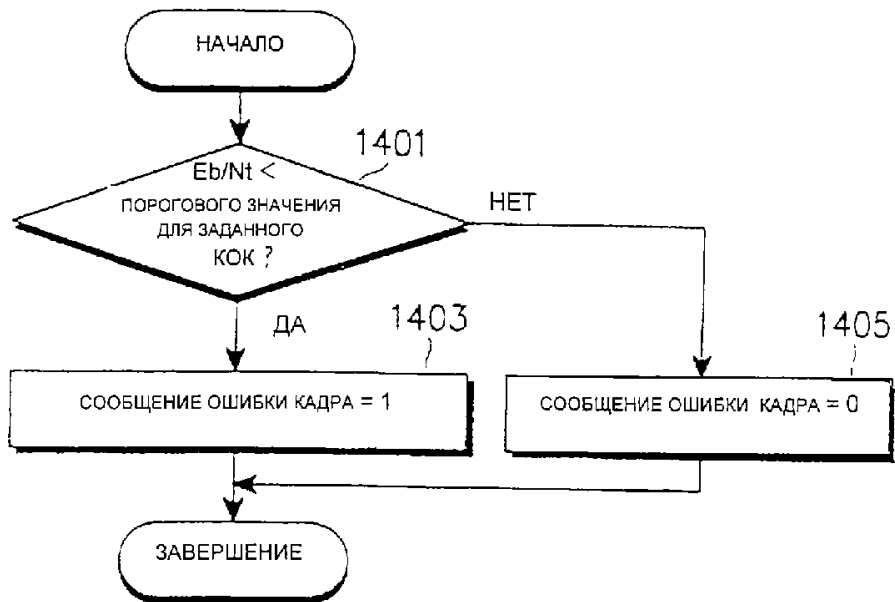 НАЧАЛО
1401
Eb/Nt <
ПОРОГОВОГО ЗНАЧЕНИЯ
ДЛЯ ЗАДАННОГО
КОК ?
НЕТ
ДА
1403
1405
СООБЩЕНИЕ ОШИБКИ КАДРА = 1
СООБЩЕНИЕ ОШИБКИ КАДРА = 0
ЗАВЕРШЕНИЕ